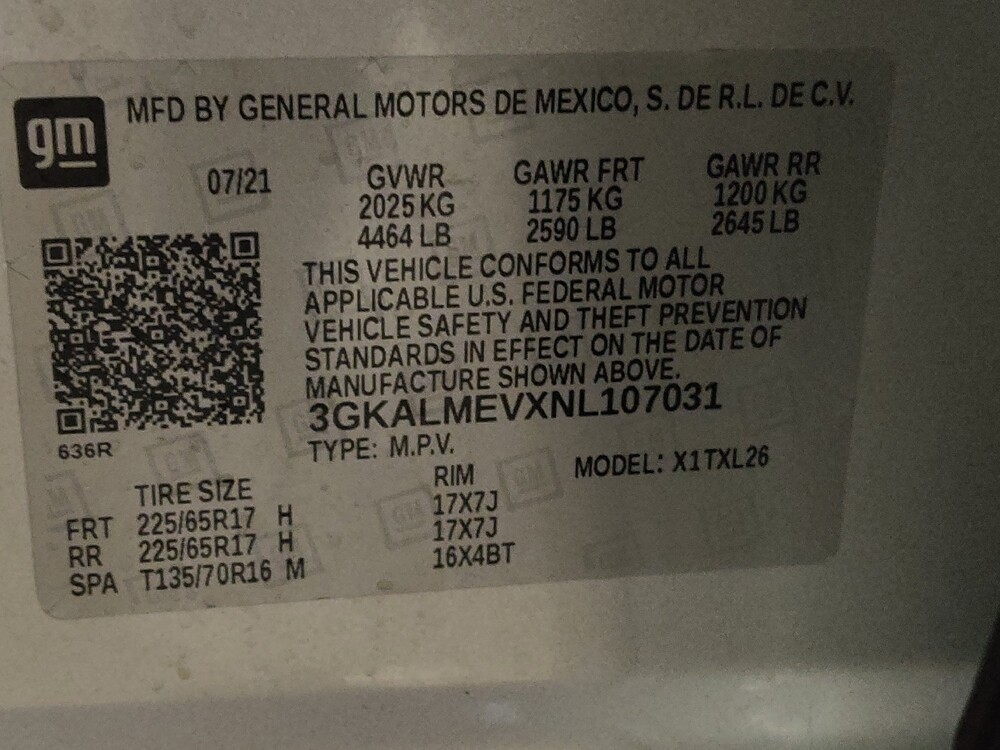 gm
MFD BY GENERAL MOTORS DE MEXICO, S. DE R.L. DE C.V.
07/21 GVWR GAWR FRT GAWR RR
2025 KG 1175 KG 1200 KG
4464 LB 2590 LB 2645 LB
THIS VEHICLE CONFORMS TO ALL
APPLICABLE U.S. FEDERAL MOTOR
VEHICLE SAFETY AND THEFT PREVENTION
STANDARDS IN EFFECT ON THE DATE OF
MANUFACTURE SHOWN ABOVE.
3GKALMEVXNL107031
636R
TYPE: M.P.V. MODEL: X1TXL26
TIRE SIZE RIM
FRT 225/65R17 H 17X7J
RR 225/65R17 H 17X7J
SPA T135/70R16 M 16X4BT